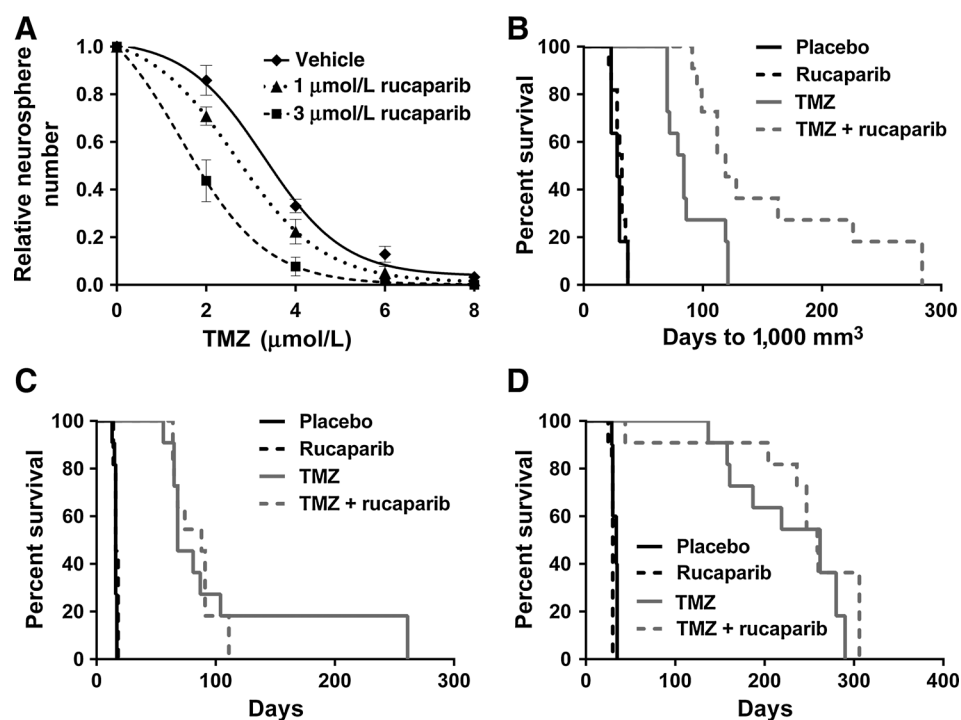 A
Relative neurosphere
number
1.0
0.8
0.6
0.4
0.2
0.0
0 2 4 6 8
TMZ (μmol/L)
Vehicle
1 μmol/L rucaparib
3 μmol/L rucaparib
B
Percent survival
100
80
60
40
20
0
0 100 200 300
Days to 1,000 mm³
Placebo
Rucaparib
TMZ
TMZ + rucaparib
C
Percent survival
100
80
60
40
20
0
0 100 200 300
Days
Placebo
Rucaparib
TMZ
TMZ + rucaparib
D
Percent survival
100
80
60
40
20
0
0 100 200 300 400
Days
Placebo
Rucaparib
TMZ
TMZ + rucaparib